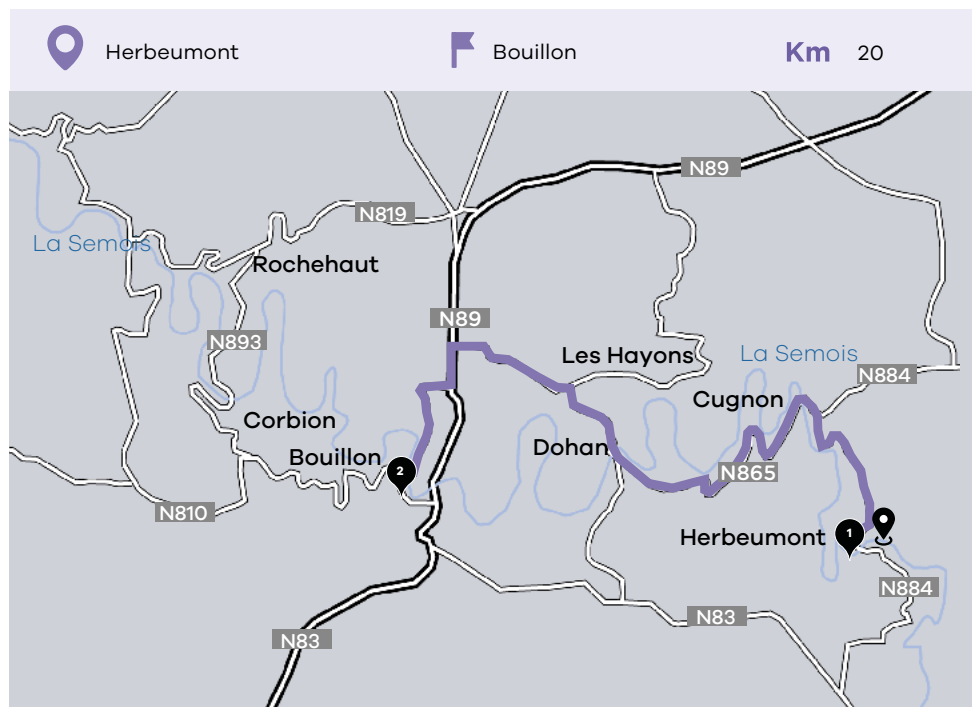 Herbeumont
Bouillon
Km 20
N89
N819
La Semois
Rochehaut
N89
N893
Les Hayons
La Semois
N884
Cugnon
Corbion
Dohan
Bouillon
2
N865
N810
Herbeumont
1
N884
N83
N83